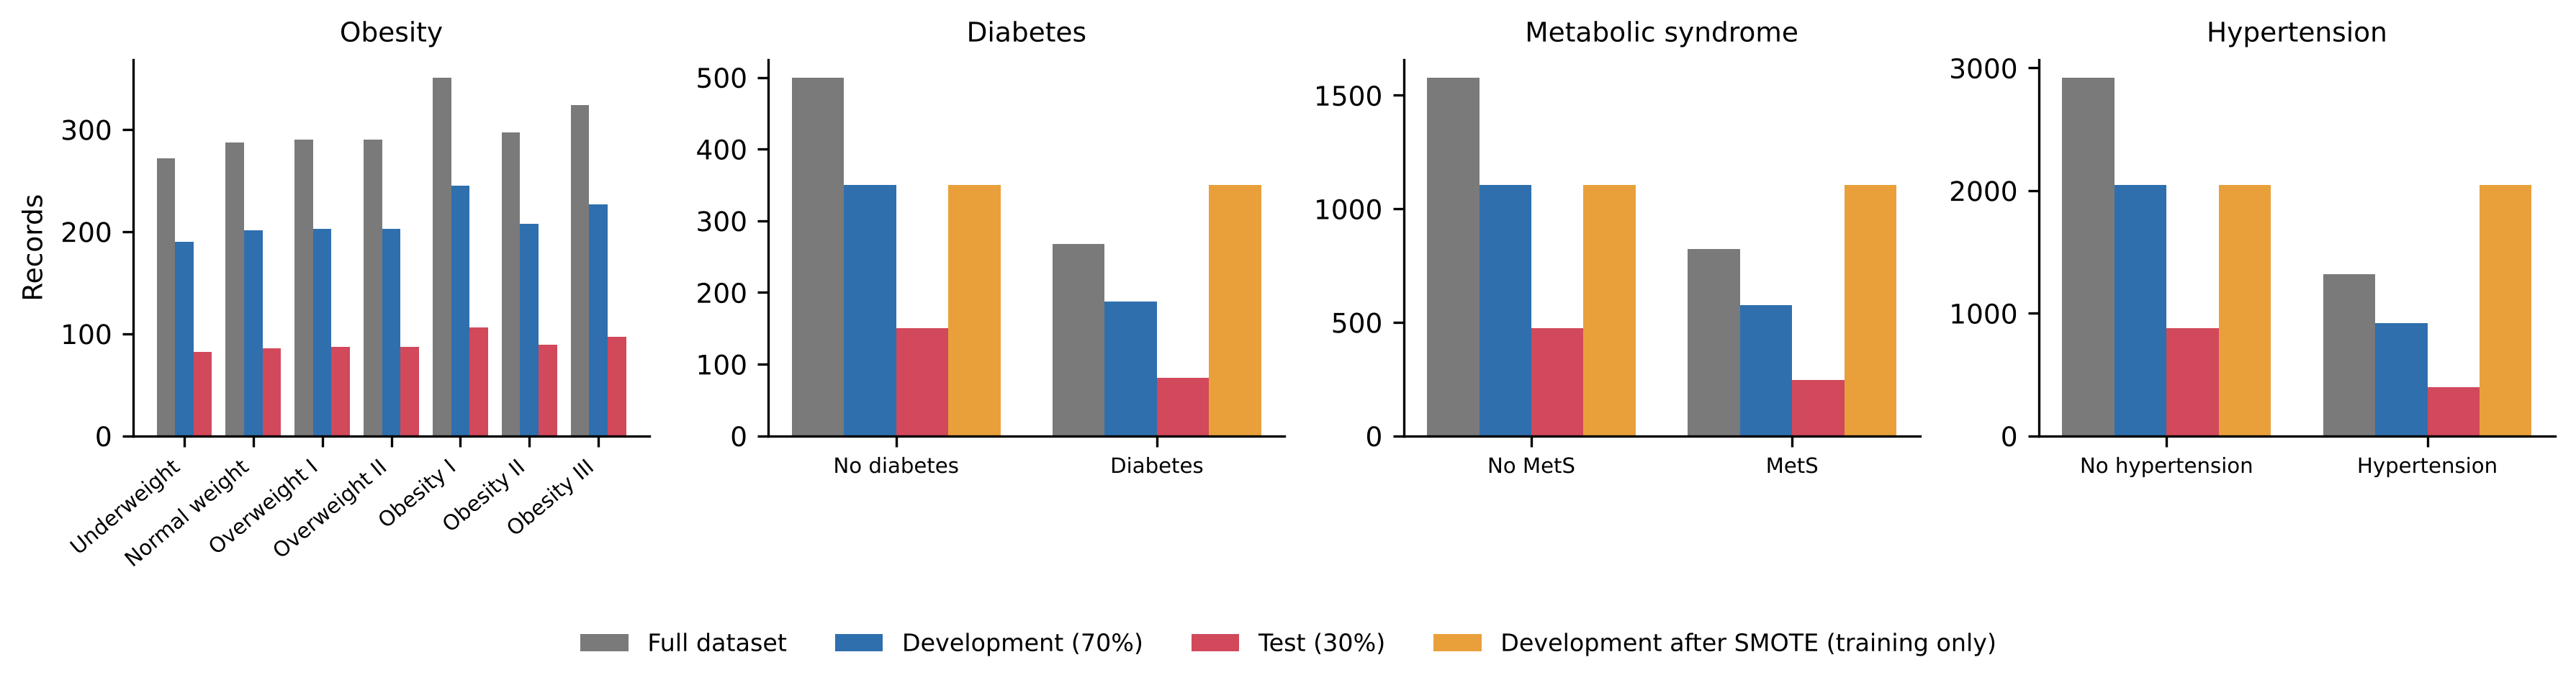 Obesity
Diabetes
Metabolic syndrome
Hypertension
Records
300
200
100
0
Underweight
Normal weight
Overweight I
Overweight II
Obesity I
Obesity II
Obesity III
500
400
300
200
100
0
No diabetes
Diabetes
1500
1000
500
0
No MetS
MetS
3000
2000
1000
0
No hypertension
Hypertension
Full dataset
Development (70%)
Test (30%)
Development after SMOTE (training only)